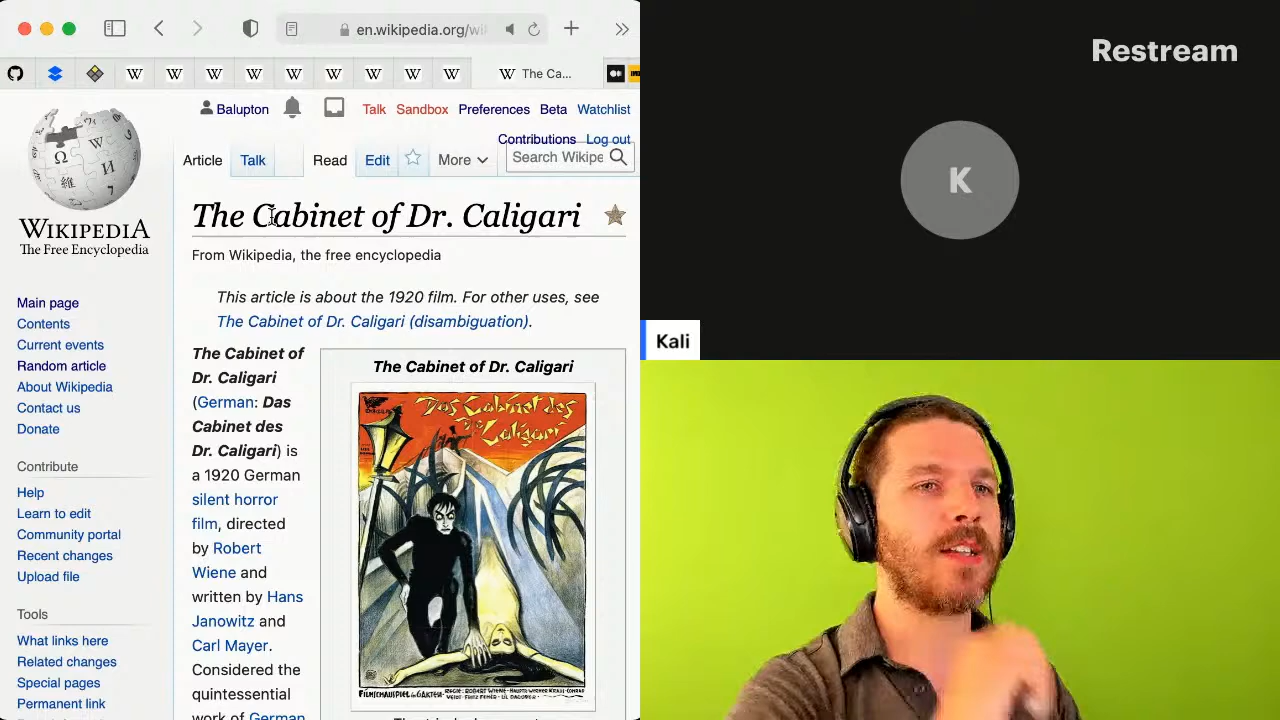 en.wikipedia.org/wi
The Ca...
Balupton Talk Sandbox Preferences Beta Watchlist
Contributions Log out
Article Talk Read Edit More Search Wikipe
WIKIPEDIA
The Free Encyclopedia
Main page
Contents
Current events
Random article
About Wikipedia
Contact us
Donate
Contribute
Help
Learn to edit
Community portal
Recent changes
Upload file
Tools
What links here
Related changes
Special pages
Permanent link
The Cabinet of Dr. Caligari
From Wikipedia, the free encyclopedia
This article is about the 1920 film. For other uses, see
The Cabinet of Dr. Caligari (disambiguation).
The Cabinet of
Dr. Caligari
(German: Das
Cabinet des
Dr. Caligari) is
a 1920 German
silent horror
film, directed
by Robert
Wiene and
written by Hans
Janowitz and
Carl Mayer.
Considered the
quintessential
work of German
The Cabinet of Dr. Caligari
Das Cabinet des
Dr. Caligari
Restream
K
Kali